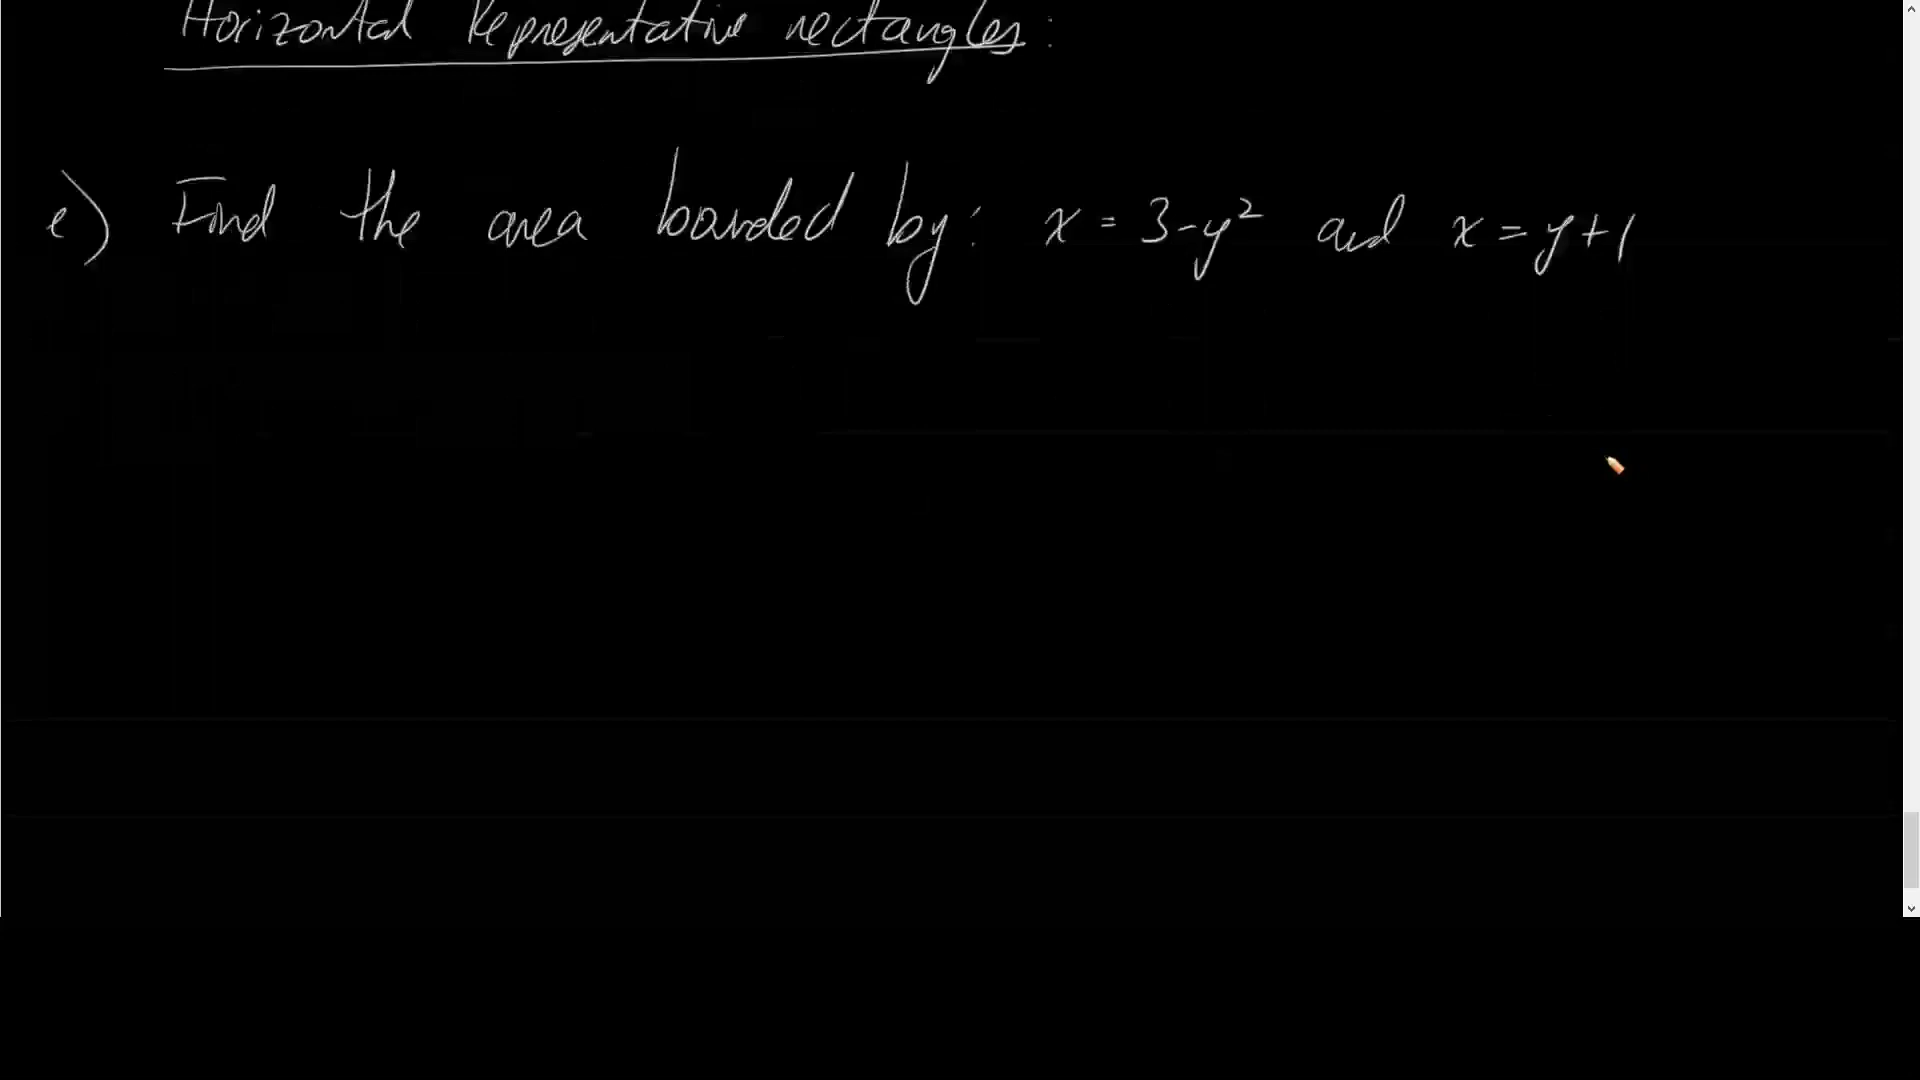 Horizontal Representative rectangles:
e) Find the area bounded by: x = 3-y² and x = y+1